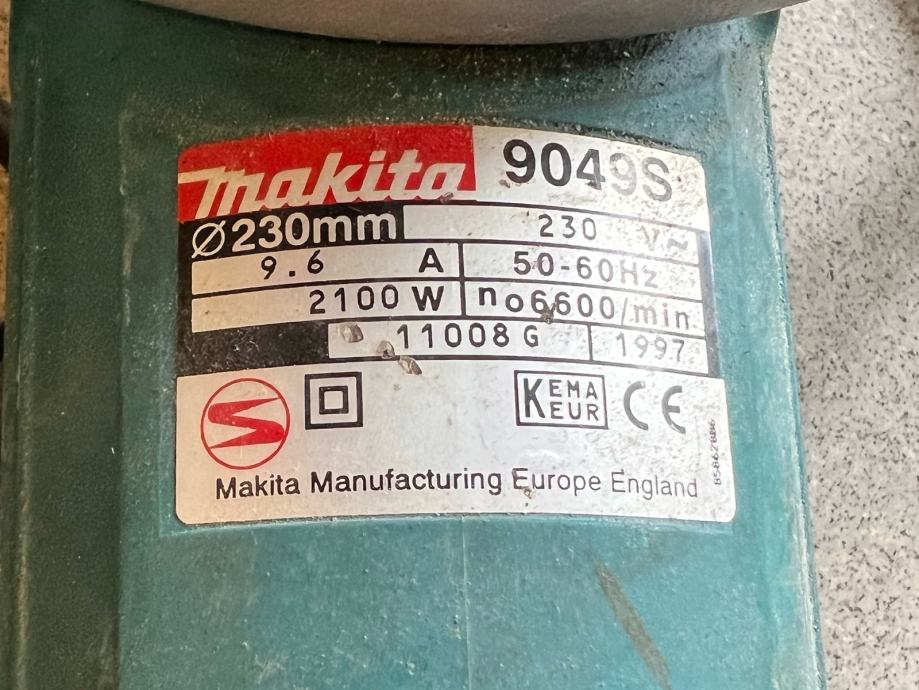 makita 9049S
Ø230mm 230 V~
9.6 A 50-60Hz
2100 W no6600/min
11008 G 1997
KEMA
EUR CE
Makita Manufacturing Europe England